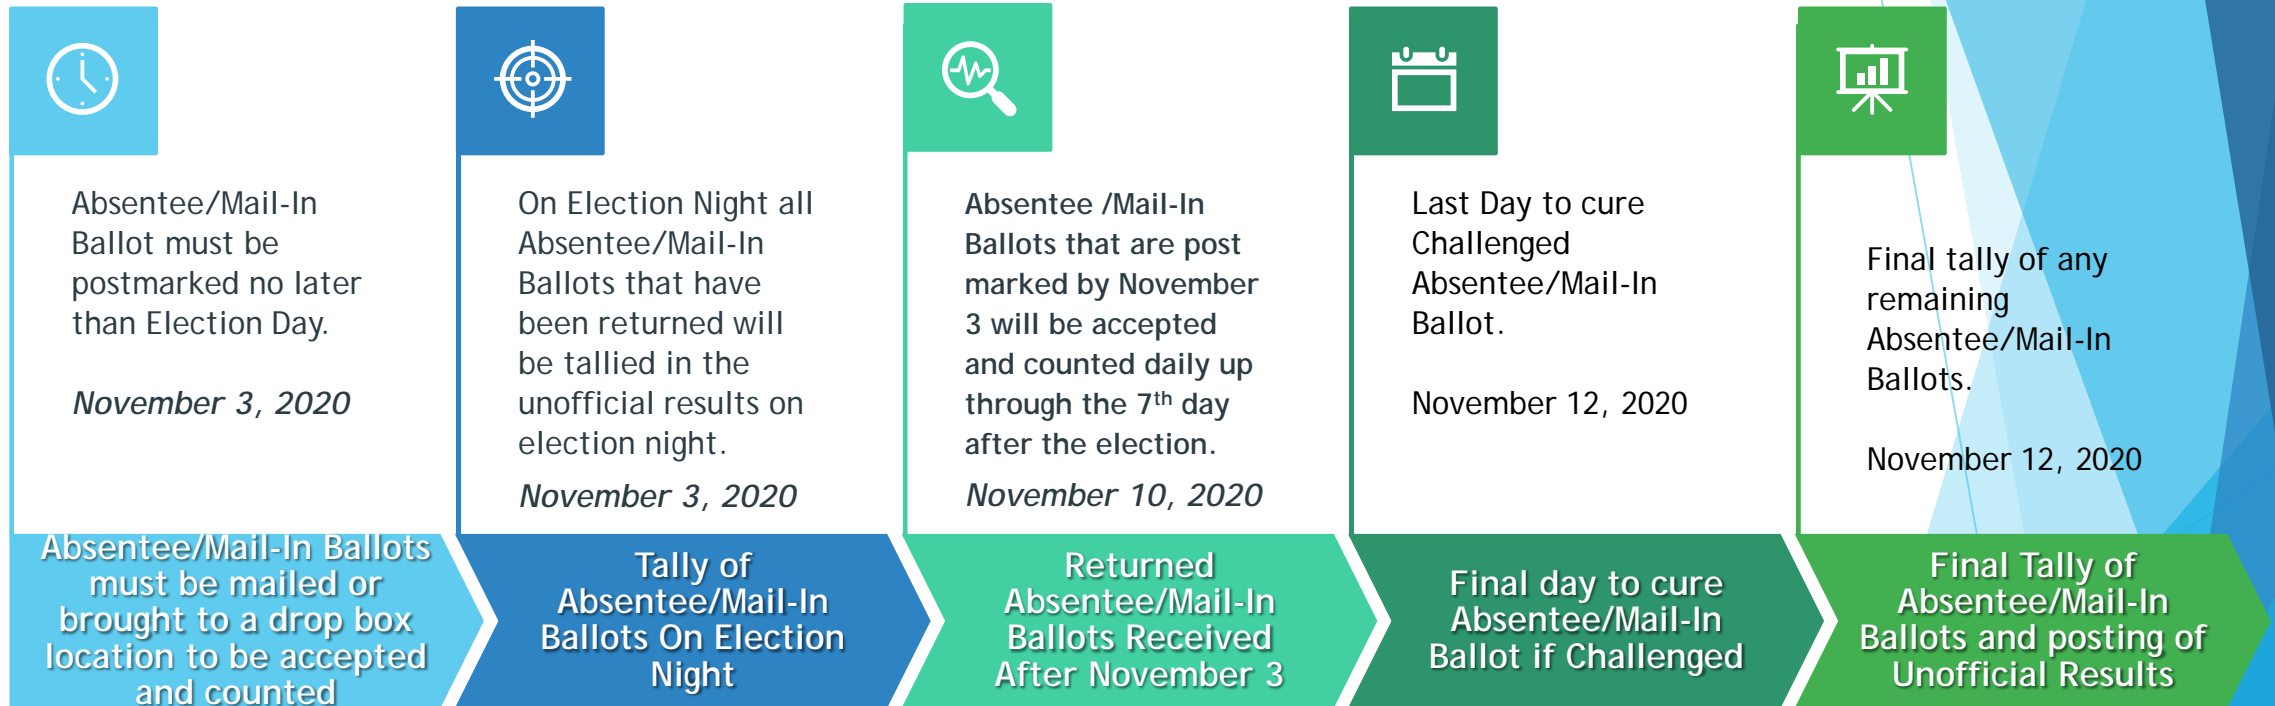 Absentee/Mail-In
Ballot must be
postmarked no later
than Election Day.
November 3, 2020
Absentee/Mail-In Ballots
must be mailed or
brought to a drop box
location to be accepted
and counted
On Election Night all
Absentee/Mail-In
Ballots that have
been returned will
be tallied in the
unofficial results on
election night.
November 3, 2020
Tally of
Absentee/Mail-In
Ballots On Election
Night
Absentee /Mail-In
Ballots that are post
marked by November
3 will be accepted
and counted daily up
through the 7th day
after the election.
November 10, 2020
Returned
Absentee/Mail-In
Ballots Received
After November 3
Last Day to cure
Challenged
Absentee/Mail-In
Ballot.
November 12, 2020
Final day to cure
Absentee/Mail-In
Ballot if Challenged
Final tally of any
remaining
Absentee/Mail-In
Ballots.
November 12, 2020
Final Tally of
Absentee/Mail-In
Ballots and posting of
Unofficial Results